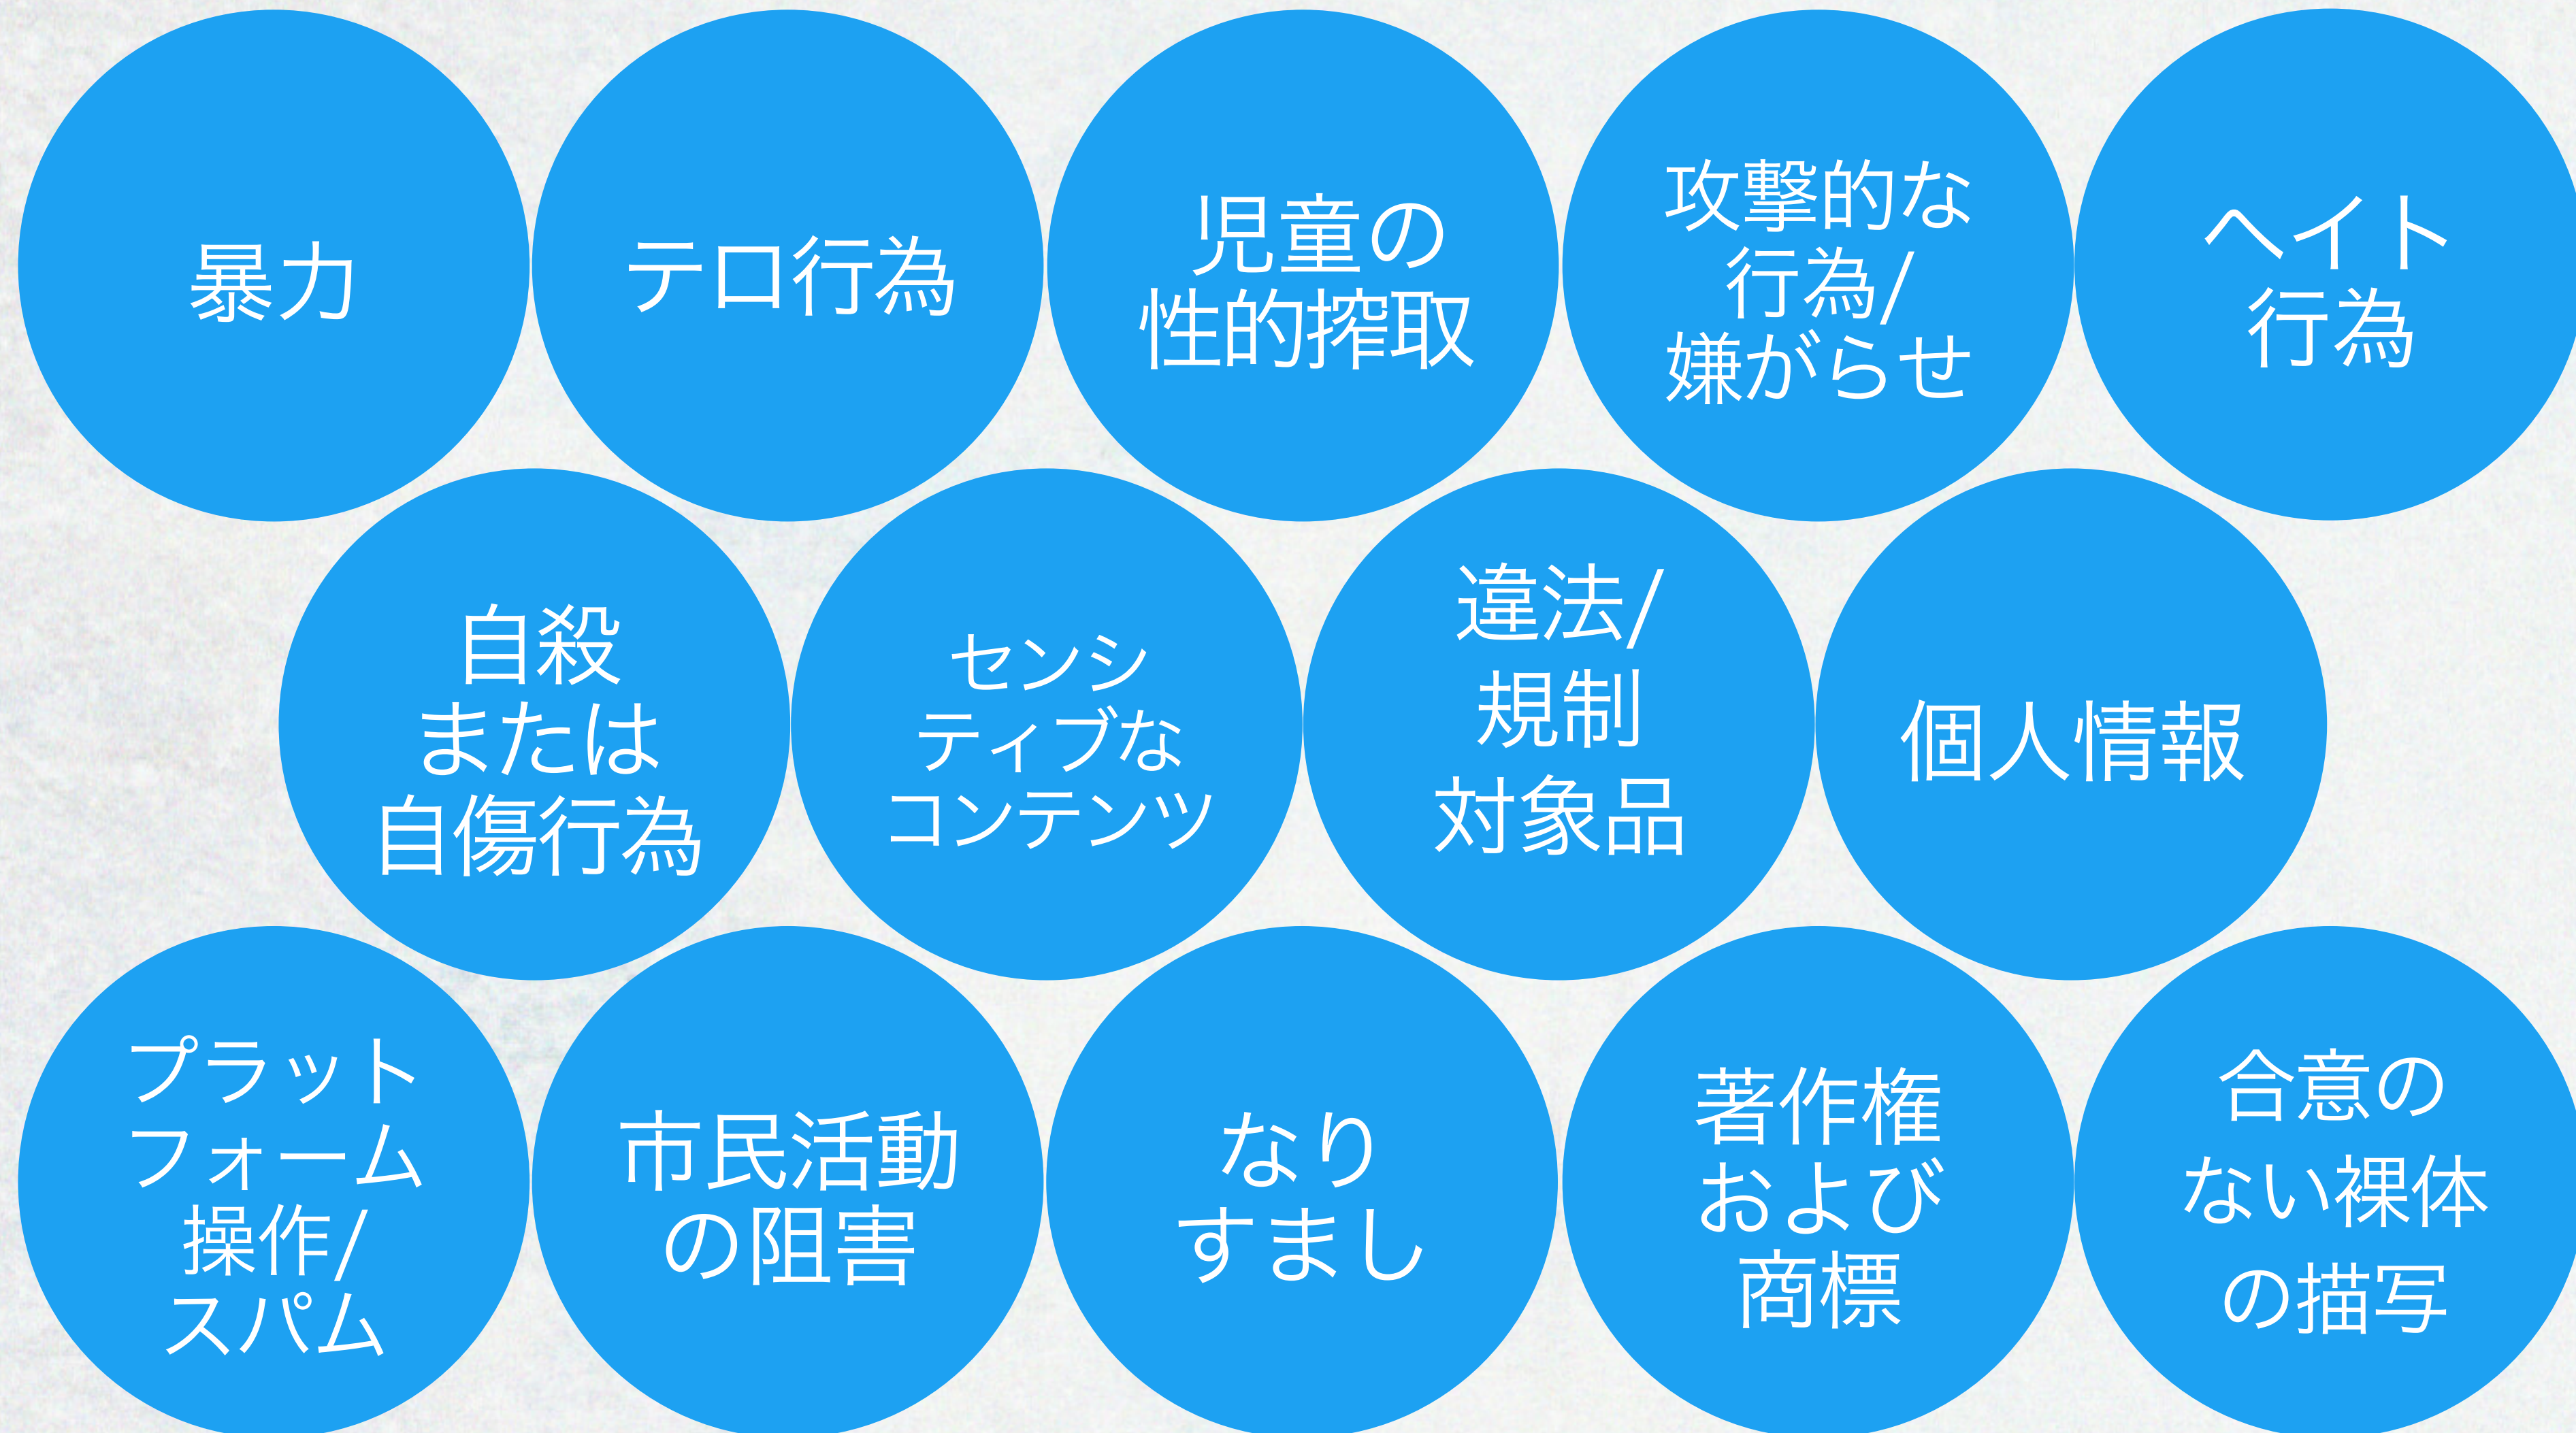 暴力
テロ行為
児童の
性的搾取
攻撃的な
行為/
嫌がらせ
ヘイト
行為
自殺
または
自傷行為
センシ
ティブな
コンテンツ
違法/
規制
対象品
個人情報
プラット
フォーム
操作/
スパム
市民活動
の阻害
なり
すまし
著作権
および
商標
合意の
ない裸体
の描写